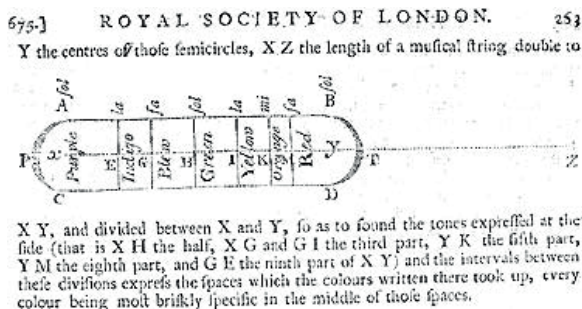 675.] ROYAL SOCIETY OF LONDON. 263
Y the centres of thoſe ſemicircles, X Z the length of a muſical ſtring double to
ſol la fa ſol la mi fa ſol
A B
P x Purple E Indigo G Blew H Green I Yellow K Orange M Red y T Z
C D
X Y, and divided between X and Y, ſo as to ſound the tones expreſſed at the
ſide (that is X H the half, X G and G I the third part, Y K the fifth part,
Y M the eighth part, and G E the ninth part of X Y) and the intervals between
theſe diviſions expreſs the ſpaces which the colours written there took up, every
colour being moſt briſkly ſpecific in the middle of thoſe ſpaces.